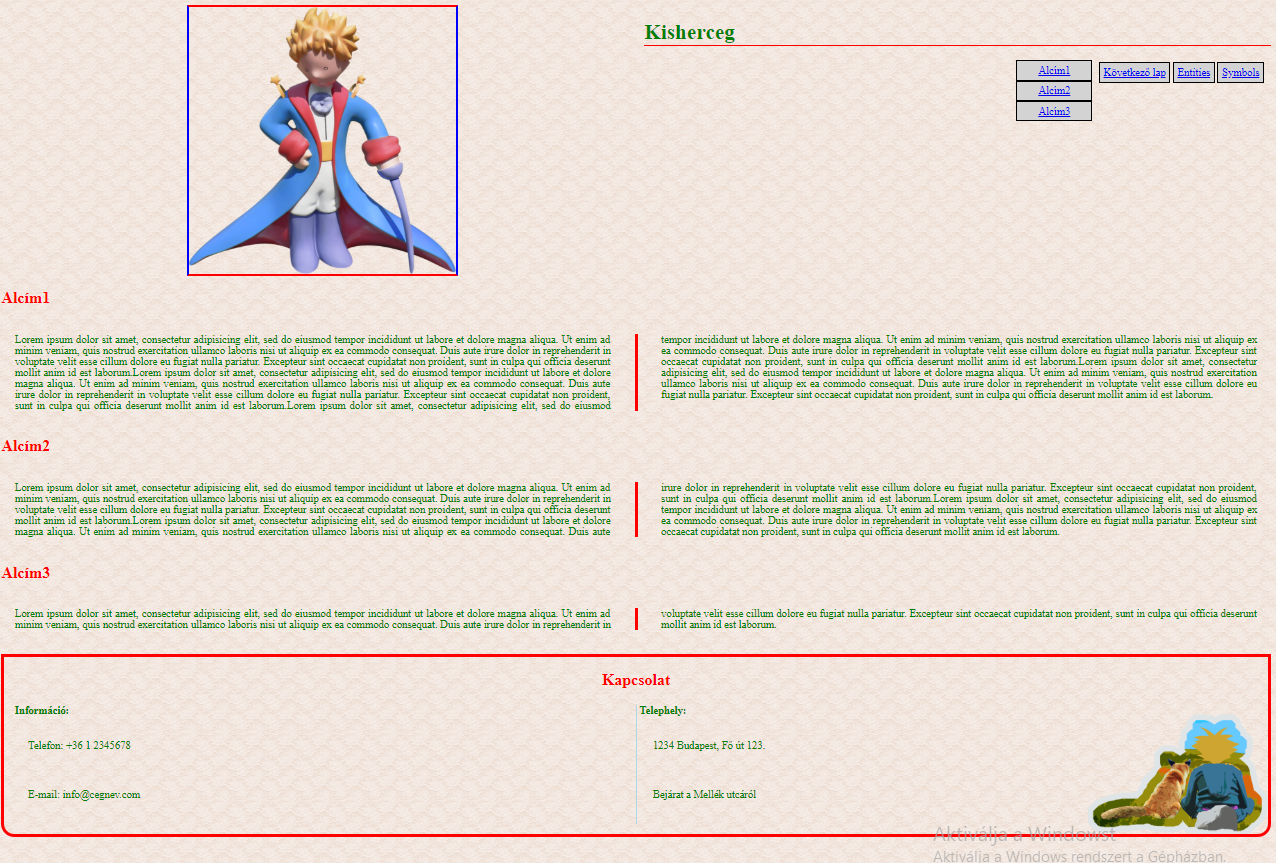 Kisherceg
Alcím1
Alcím2
Alcím3
Következő lap
Entities
Symbols
Alcím1
Lorem ipsum dolor sit amet, consectetur adipisicing elit, sed do eiusmod tempor incididunt ut labore et dolore magna aliqua. Ut enim ad
minim veniam, quis nostrud exercitation ullamco laboris nisi ut aliquip ex ea commodo consequat. Duis aute irure dolor in reprehenderit in
voluptate velit esse cillum dolore eu fugiat nulla pariatur. Excepteur sint occaecat cupidatat non proident, sunt in culpa qui officia deserunt
mollit anim id est laborum.Lorem ipsum dolor sit amet, consectetur adipisicing elit, sed do eiusmod tempor incididunt ut labore et dolore
magna aliqua. Ut enim ad minim veniam, quis nostrud exercitation ullamco laboris nisi ut aliquip ex ea commodo consequat. Duis aute
irure dolor in reprehenderit in voluptate velit esse cillum dolore eu fugiat nulla pariatur. Excepteur sint occaecat cupidatat non proident,
sunt in culpa qui officia deserunt mollit anim id est laborum.Lorem ipsum dolor sit amet, consectetur adipisicing elit, sed do eiusmod
tempor incididunt ut labore et dolore magna aliqua. Ut enim ad minim veniam, quis nostrud exercitation ullamco laboris nisi ut aliquip ex
ea commodo consequat. Duis aute irure dolor in reprehenderit in voluptate velit esse cillum dolore eu fugiat nulla pariatur. Excepteur sint
occaecat cupidatat non proident, sunt in culpa qui officia deserunt mollit anim id est laborum.Lorem ipsum dolor sit amet, consectetur
adipisicing elit, sed do eiusmod tempor incididunt ut labore et dolore magna aliqua. Ut enim ad minim veniam, quis nostrud exercitation
ullamco laboris nisi ut aliquip ex ea commodo consequat. Duis aute irure dolor in reprehenderit in voluptate velit esse cillum dolore eu
fugiat nulla pariatur. Excepteur sint occaecat cupidatat non proident, sunt in culpa qui officia deserunt mollit anim id est laborum.
Alcím2
Lorem ipsum dolor sit amet, consectetur adipisicing elit, sed do eiusmod tempor incididunt ut labore et dolore magna aliqua. Ut enim ad
minim veniam, quis nostrud exercitation ullamco laboris nisi ut aliquip ex ea commodo consequat. Duis aute irure dolor in reprehenderit in
voluptate velit esse cillum dolore eu fugiat nulla pariatur. Excepteur sint occaecat cupidatat non proident, sunt in culpa qui officia deserunt
mollit anim id est laborum.Lorem ipsum dolor sit amet, consectetur adipisicing elit, sed do eiusmod tempor incididunt ut labore et dolore
magna aliqua. Ut enim ad minim veniam, quis nostrud exercitation ullamco laboris nisi ut aliquip ex ea commodo consequat. Duis aute
irure dolor in reprehenderit in voluptate velit esse cillum dolore eu fugiat nulla pariatur. Excepteur sint occaecat cupidatat non proident,
sunt in culpa qui officia deserunt mollit anim id est laborum.Lorem ipsum dolor sit amet, consectetur adipisicing elit, sed do eiusmod
tempor incididunt ut labore et dolore magna aliqua. Ut enim ad minim veniam, quis nostrud exercitation ullamco laboris nisi ut aliquip ex
ea commodo consequat. Duis aute irure dolor in reprehenderit in voluptate velit esse cillum dolore eu fugiat nulla pariatur. Excepteur sint
occaecat cupidatat non proident, sunt in culpa qui officia deserunt mollit anim id est laborum.
Alcím3
Lorem ipsum dolor sit amet, consectetur adipisicing elit, sed do eiusmod tempor incididunt ut labore et dolore magna aliqua. Ut enim ad
minim veniam, quis nostrud exercitation ullamco laboris nisi ut aliquip ex ea commodo consequat. Duis aute irure dolor in reprehenderit in
voluptate velit esse cillum dolore eu fugiat nulla pariatur. Excepteur sint occaecat cupidatat non proident, sunt in culpa qui officia deserunt
mollit anim id est laborum.
Kapcsolat
Információ:
Telefon: +36 1 2345678
E-mail: info@cegnev.com
Telephely:
1234 Budapest, Fő út 123.
Bejárat a Mellék utcáról
Aktiválja a Windowst
Aktiválja a Windows rendszert a Gépházban.